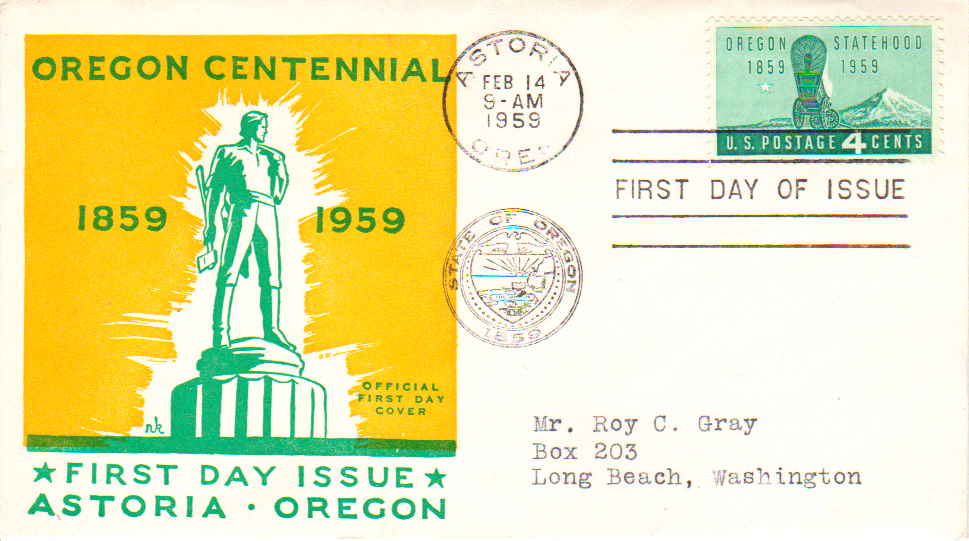 OREGON CENTENNIAL
1859 1959
OFFICIAL
FIRST DAY
COVER
nk
★ FIRST DAY ISSUE ★
ASTORIA · OREGON
ASTORIA
FEB 14
9-AM
1959
ORE.
STATE OF OREGON
1859
OREGON STATEHOOD
1859 1959
U.S. POSTAGE 4 CENTS
FIRST DAY OF ISSUE
Mr. Roy C. Gray
Box 203
Long Beach, Washington